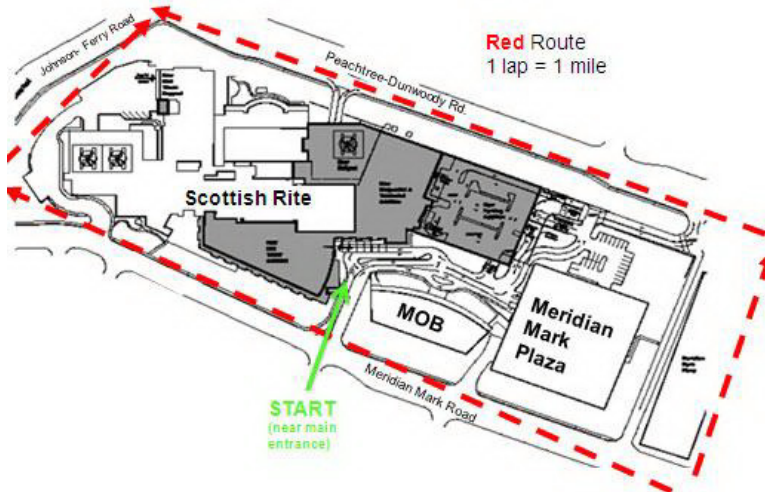 Johnson- Ferry Road
Red Route
1 lap = 1 mile
Peachtree-Dunwoody Rd.
Scottish Rite
MOB
Meridian
Mark
Plaza
Meridian Mark Road
START
(near main
entrance)